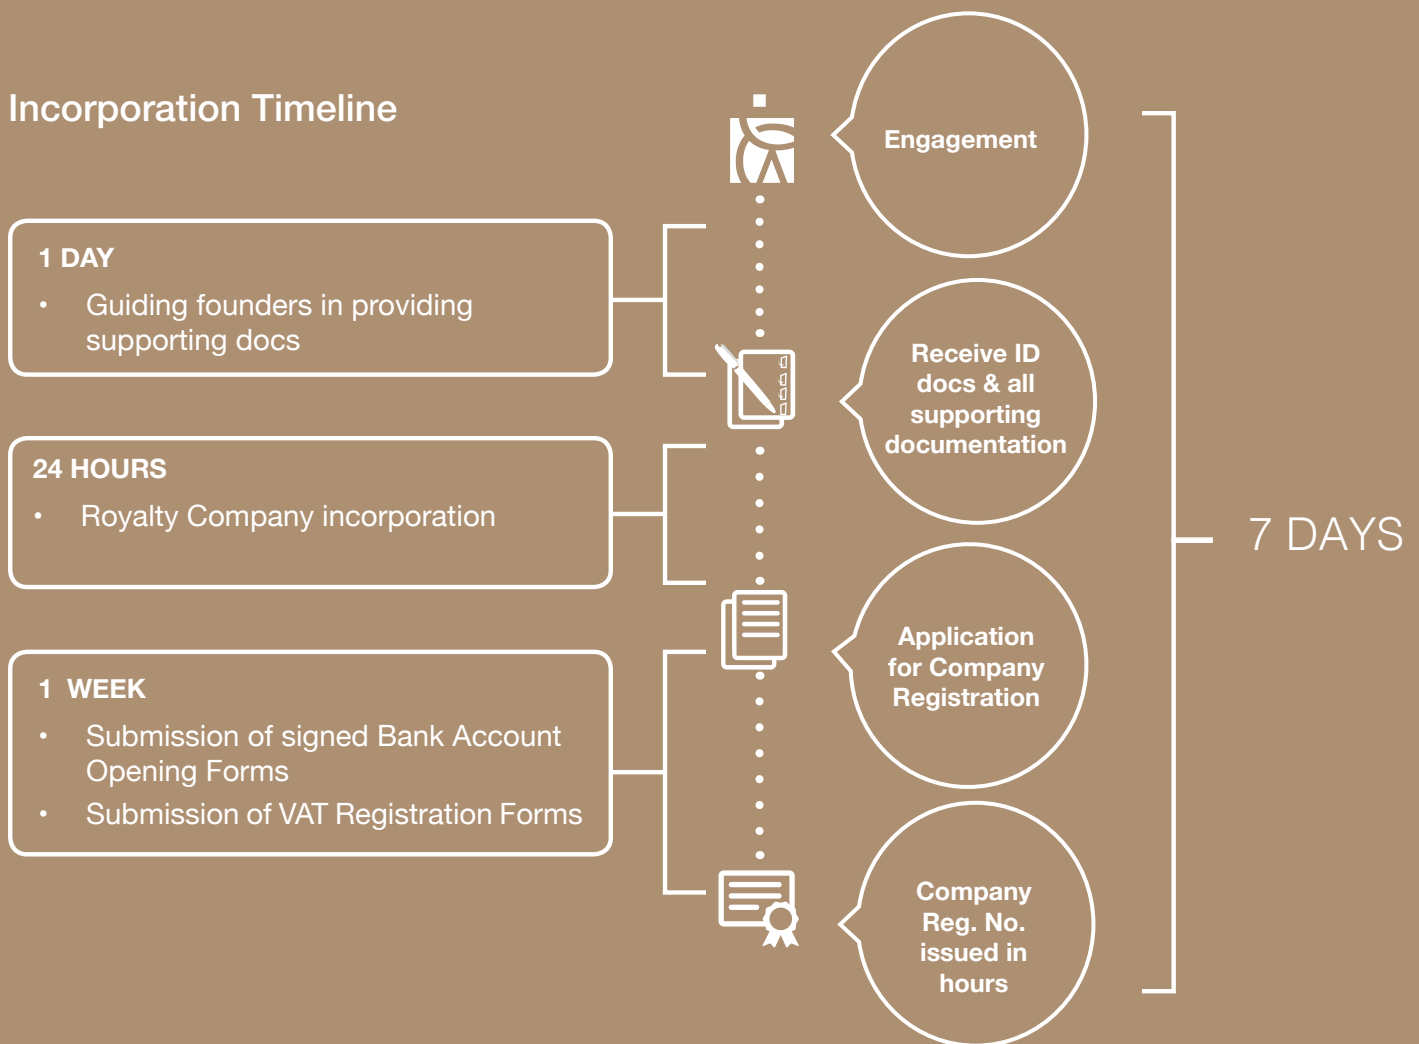 Incorporation Timeline
Engagement
1 DAY
• Guiding founders in providing
supporting docs
Receive ID
docs & all
supporting
documentation
24 HOURS
• Royalty Company incorporation
7 DAYS
Application
for Company
Registration
1 WEEK
• Submission of signed Bank Account
Opening Forms
• Submission of VAT Registration Forms
Company
Reg. No.
issued in
hours